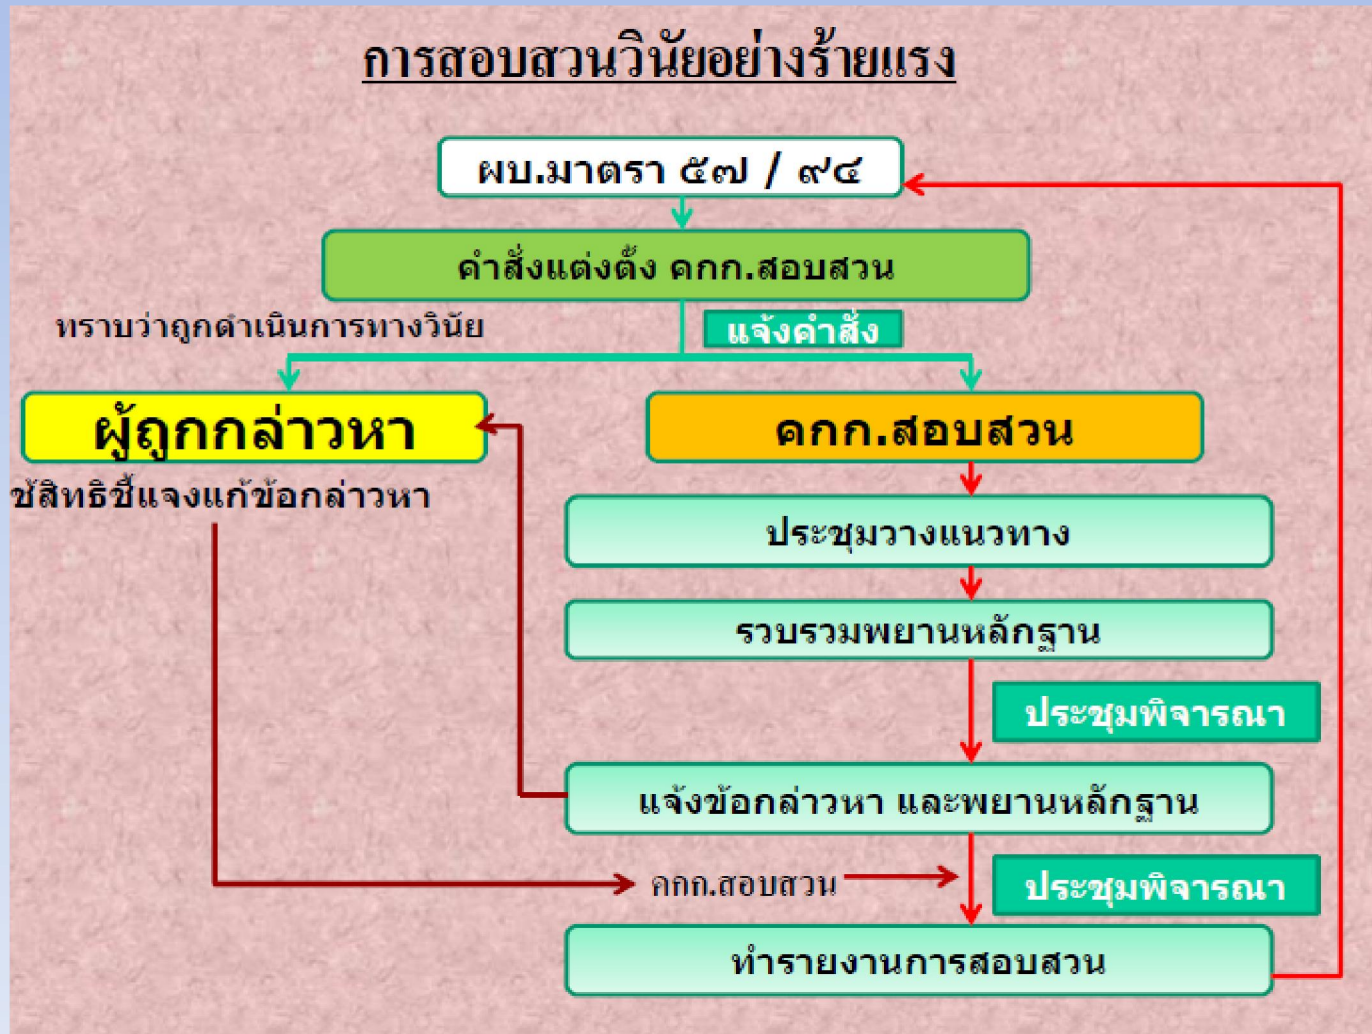 การสอบสวนวินัยอย่างร้ายแรง
ผบ.มาตรา ๕๗ / ๙๔
คำสั่งแต่งตั้ง คกก.สอบสวน
ทราบว่าถูกดำเนินการทางวินัย
แจ้งคำสั่ง
ผู้ถูกกล่าวหา
คกก.สอบสวน
ช้สิทธิชี้แจงแก้ข้อกล่าวหา
ประชุมวางแนวทาง
รวบรวมพยานหลักฐาน
ประชุมพิจารณา
แจ้งข้อกล่าวหา และพยานหลักฐาน
คกก.สอบสวน
ประชุมพิจารณา
ทำรายงานการสอบสวน